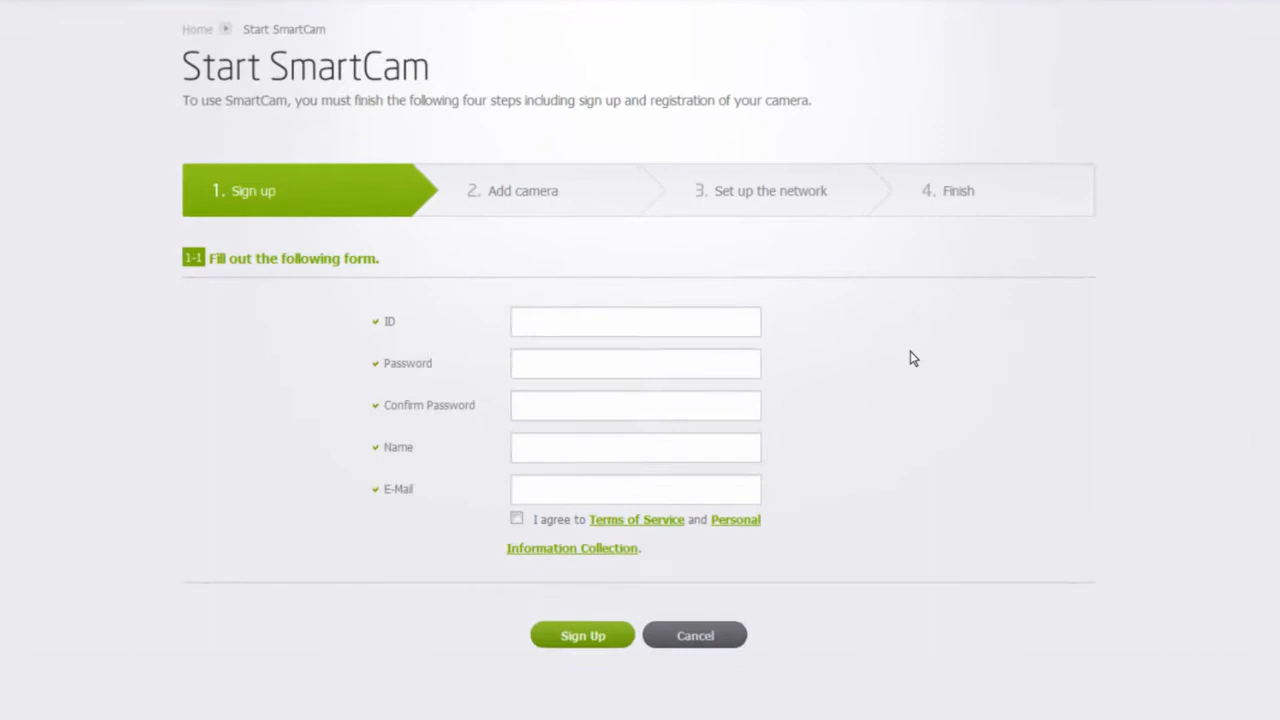 Home Start SmartCam
Start SmartCam
To use SmartCam, you must finish the following four steps including sign up and registration of your camera.
1. Sign up 2. Add camera 3. Set up the network 4. Finish
1-1 Fill out the following form.
ID
Password
Confirm Password
Name
E-Mail
I agree to Terms of Service and Personal
Information Collection.
Sign Up Cancel